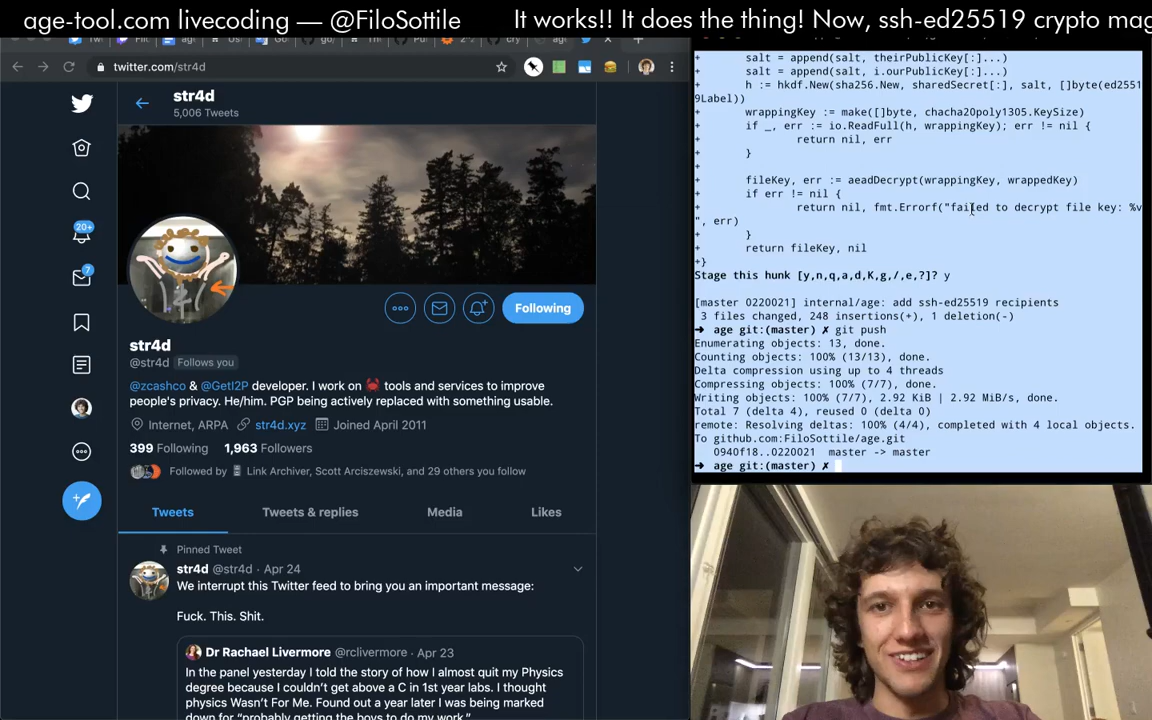 age-tool.com livecoding — @FiloSottile
It works!! It does the thing! Now, ssh-ed25519 crypto mag
twitter.com/str4d
str4d
5,006 Tweets
Following
str4d
@str4d Follows you
@zcashco & @GetI2P developer. I work on 🦀 tools and services to improve
people's privacy. He/him. PGP being actively replaced with something usable.
Internet, ARPA str4d.xyz Joined April 2011
399 Following 1,963 Followers
Followed by Link Archiver, Scott Arciszewski, and 29 others you follow
20+
7
Tweets Tweets & replies Media Likes
Pinned Tweet
str4d @str4d · Apr 24
We interrupt this Twitter feed to bring you an important message:
Fuck. This. Shit.
Dr Rachael Livermore @rclivermore · Apr 23
In the panel yesterday I told the story of how I almost quit my Physics
degree because I couldn't get above a C in 1st year labs. I thought
physics Wasn't For Me. Found out a year later I was being marked
down for "probably getting the boys to do my work."
+ salt = append(salt, theirPublicKey[:]...)
+ salt = append(salt, i.ourPublicKey[:]...)
+ h := hkdf.New(sha256.New, sharedSecret[:], salt, []byte(ed2551
9Label))
+ wrappingKey := make([]byte, chacha20poly1305.KeySize)
+ if _, err := io.ReadFull(h, wrappingKey); err != nil {
+ return nil, err
+ }
+
+ fileKey, err := aeadDecrypt(wrappingKey, wrappedKey)
+ if err != nil {
+ return nil, fmt.Errorf("failed to decrypt file key: %v
", err)
+ }
+ return fileKey, nil
+}
Stage this hunk [y,n,q,a,d,K,g,/,e,?]? y
[master 0220021] internal/age: add ssh-ed25519 recipients
3 files changed, 248 insertions(+), 1 deletion(-)
➜ age git:(master) ✗ git push
Enumerating objects: 13, done.
Counting objects: 100% (13/13), done.
Delta compression using up to 4 threads
Compressing objects: 100% (7/7), done.
Writing objects: 100% (7/7), 2.92 KiB | 2.92 MiB/s, done.
Total 7 (delta 4), reused 0 (delta 0)
remote: Resolving deltas: 100% (4/4), completed with 4 local objects.
To github.com:FiloSottile/age.git
0940f18..0220021 master -> master
➜ age git:(master) ✗